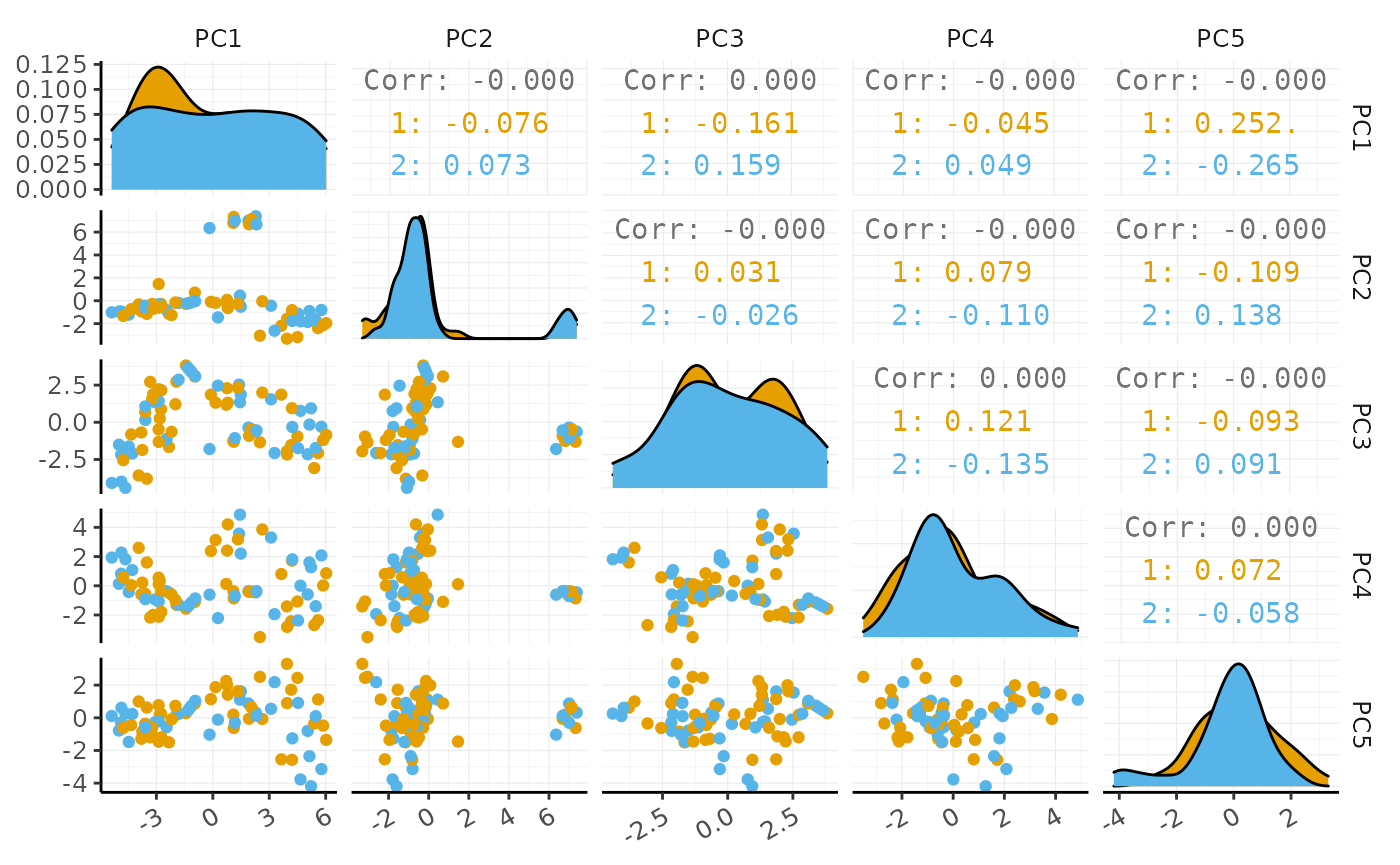 PC1 PC2 PC3 PC4 PC5
0.125
0.100
0.075
0.050
0.025
0.000
Corr: -0.000
1: -0.076
2: 0.073
Corr: 0.000
1: -0.161
2: 0.159
Corr: -0.000
1: -0.045
2: 0.049
Corr: -0.000
1: 0.252.
2: -0.265
PC1
6
4
2
0
-2
Corr: -0.000
1: 0.031
2: -0.026
Corr: -0.000
1: 0.079
2: -0.110
Corr: -0.000
1: -0.109
2: 0.138
PC2
2.5
0.0
-2.5
Corr: 0.000
1: 0.121
2: -0.135
Corr: -0.000
1: -0.093
2: 0.091
PC3
4
2
0
-2
Corr: 0.000
1: 0.072
2: -0.058
PC4
2
0
-2
-4
PC5
-3 0 3 6
-2 0 2 4 6
-2.5 0.0 2.5
-2 0 2 4
-4 -2 0 2